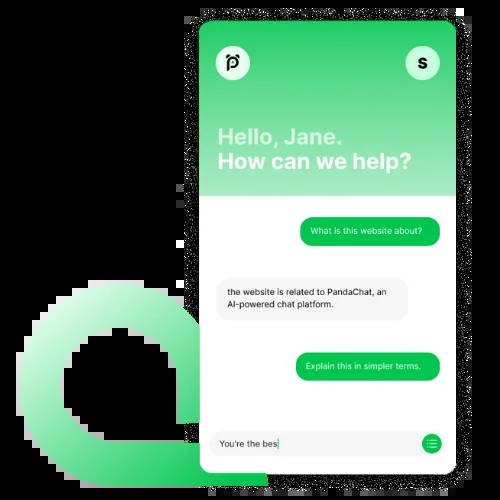 S
Hello, Jane.
How can we help?
What is this website about?
the website is related to PandaChat, an
AI-powered chat platform.
Explain this in simpler terms.
You're the bes